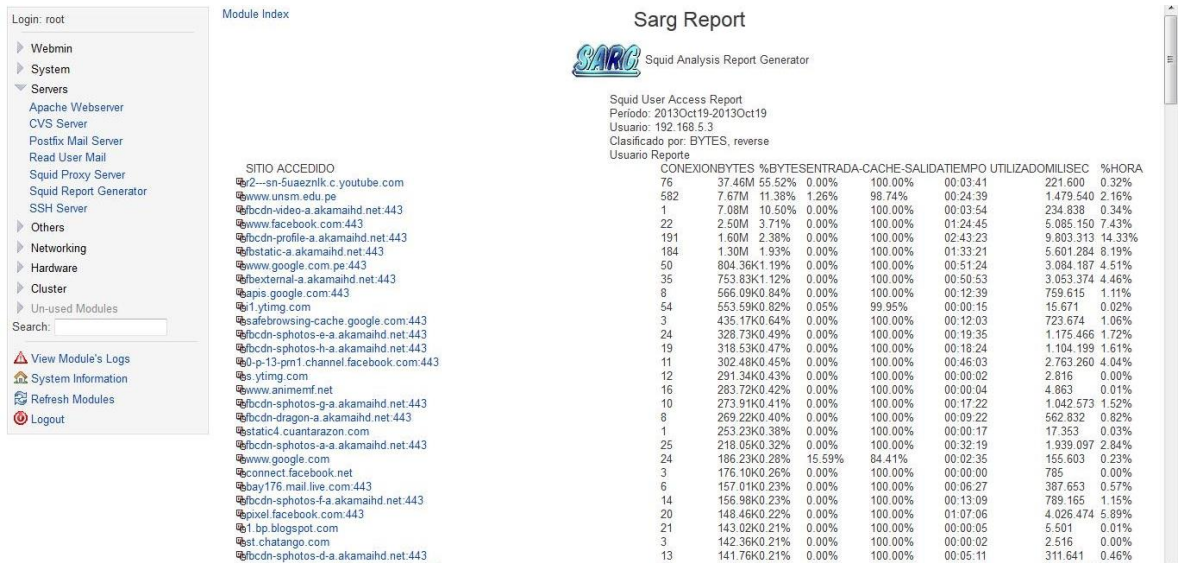 Login: root
Webmin
System
Servers
Apache Webserver
CVS Server
Postfix Mail Server
Read User Mail
Squid Proxy Server
Squid Report Generator
SSH Server
Others
Networking
Hardware
Cluster
Un-used Modules
Search:
View Module's Logs
System Information
Refresh Modules
Logout
Module Index
Sarg Report
SARG Squid Analysis Report Generator
Squid User Access Report
Período: 2013Oct19-2013Oct19
Usuario: 192.168.5.3
Clasificado por: BYTES, reverse
Usuario Reporte
SITIO ACCEDIDO CONEXIONBYTES %BYTESENTRADA-CACHE-SALIDATIEMPO UTILIZADOMILISEC %HORA
r2---sn-5uaeznlk.c.youtube.com 76 37.46M 55.52% 0.00% 100.00% 00:03:41 221.600 0.32%
www.unsm.edu.pe 582 7.67M 11.38% 1.26% 98.74% 00:24:39 1.479.540 2.16%
fbcdn-video-a.akamaihd.net:443 1 7.08M 10.50% 0.00% 100.00% 00:03:54 234.838 0.34%
www.facebook.com:443 22 2.50M 3.71% 0.00% 100.00% 01:24:45 5.085.150 7.43%
fbcdn-profile-a.akamaihd.net:443 191 1.60M 2.38% 0.00% 100.00% 02:43:23 9.803.313 14.33%
fbstatic-a.akamaihd.net:443 184 1.30M 1.93% 0.00% 100.00% 01:33:21 5.601.284 8.19%
www.google.com.pe:443 50 804.36K1.19% 0.00% 100.00% 00:51:24 3.084.187 4.51%
fbexternal-a.akamaihd.net:443 35 753.83K1.12% 0.00% 100.00% 00:50:53 3.053.374 4.46%
apis.google.com:443 8 566.09K0.84% 0.00% 100.00% 00:12:39 759.615 1.11%
i1.ytimg.com 54 553.59K0.82% 0.05% 99.95% 00:00:15 15.671 0.02%
safebrowsing-cache.google.com:443 3 435.17K0.64% 0.00% 100.00% 00:12:03 723.674 1.06%
fbcdn-sphotos-e-a.akamaihd.net:443 24 328.73K0.49% 0.00% 100.00% 00:19:35 1.175.466 1.72%
fbcdn-sphotos-h-a.akamaihd.net:443 19 318.53K0.47% 0.00% 100.00% 00:18:24 1.104.199 1.61%
0-p-13-prn1.channel.facebook.com:443 11 302.48K0.45% 0.00% 100.00% 00:46:03 2.763.260 4.04%
s.ytimg.com 12 291.34K0.43% 0.00% 100.00% 00:00:02 2.816 0.00%
www.animemf.net 16 283.72K0.42% 0.00% 100.00% 00:00:04 4.863 0.01%
fbcdn-sphotos-g-a.akamaihd.net:443 10 273.91K0.41% 0.00% 100.00% 00:17:22 1.042.573 1.52%
fbcdn-dragon-a.akamaihd.net:443 8 269.22K0.40% 0.00% 100.00% 00:09:22 562.832 0.82%
static4.cuantarazon.com 1 253.23K0.38% 0.00% 100.00% 00:00:17 17.353 0.03%
fbcdn-sphotos-a-a.akamaihd.net:443 25 218.05K0.32% 0.00% 100.00% 00:32:19 1.939.097 2.84%
www.google.com 24 186.23K0.28% 15.59% 84.41% 00:02:35 155.603 0.23%
connect.facebook.net 3 176.10K0.26% 0.00% 100.00% 00:00:00 785 0.00%
bay176.mail.live.com:443 6 157.01K0.23% 0.00% 100.00% 00:06:27 387.653 0.57%
fbcdn-sphotos-f-a.akamaihd.net:443 14 156.98K0.23% 0.00% 100.00% 00:13:09 789.165 1.15%
pixel.facebook.com:443 20 148.46K0.22% 0.00% 100.00% 01:07:06 4.026.474 5.89%
1.bp.blogspot.com 21 143.02K0.21% 0.00% 100.00% 00:00:05 5.501 0.01%
st.chatango.com 3 142.36K0.21% 0.00% 100.00% 00:00:02 2.516 0.00%
fbcdn-sphotos-d-a.akamaihd.net:443 13 141.76K0.21% 0.00% 100.00% 00:05:11 311.641 0.46%